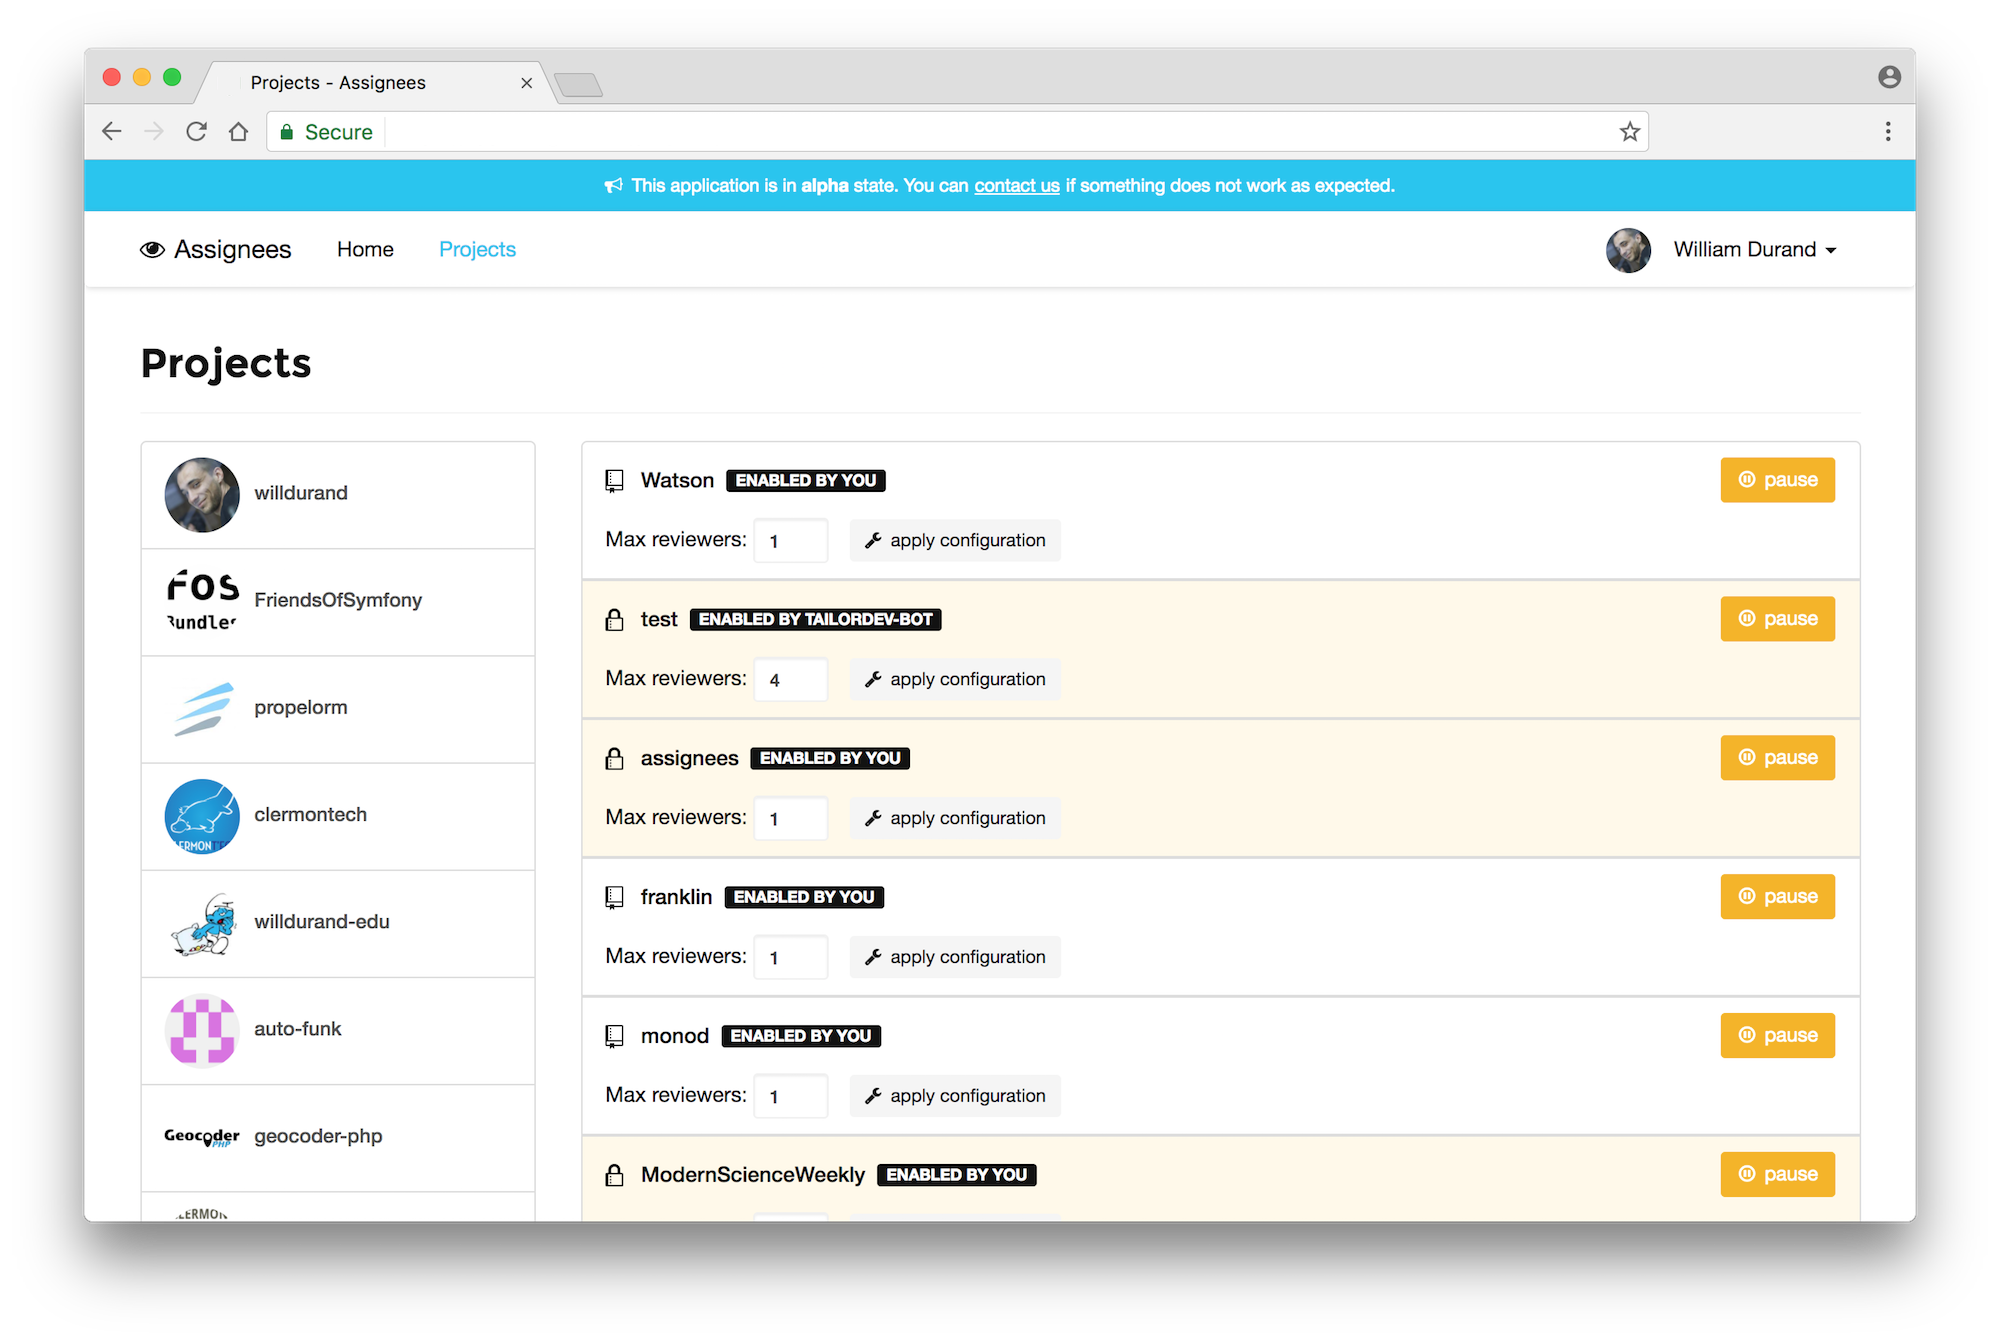 Projects - Assignees
Secure
This application is in alpha state. You can contact us if something does not work as expected.
Assignees Home Projects William Durand
Projects
willdurand
FOS
Bundles
FriendsOfSymfony
propelorm
clermontech
willdurand-edu
auto-funk
Geocoder
PHP
geocoder-php
Watson ENABLED BY YOU pause
Max reviewers: 1 apply configuration
test ENABLED BY TAILORDEV-BOT pause
Max reviewers: 4 apply configuration
assignees ENABLED BY YOU pause
Max reviewers: 1 apply configuration
franklin ENABLED BY YOU pause
Max reviewers: 1 apply configuration
monod ENABLED BY YOU pause
Max reviewers: 1 apply configuration
ModernScienceWeekly ENABLED BY YOU pause